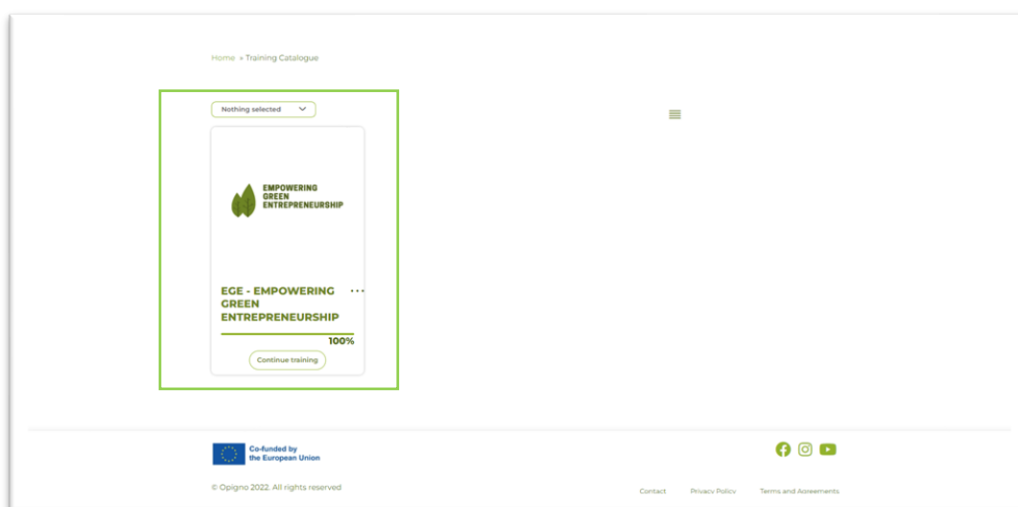 Home » Training Catalogue
Nothing selected
EMPOWERING
GREEN
ENTREPRENEURSHIP
EGE - EMPOWERING
GREEN
ENTREPRENEURSHIP
100%
Continue training
Co-funded by
the European Union
© Opigno 2022. All rights reserved
Contact Privacy Policy Terms and Agreements